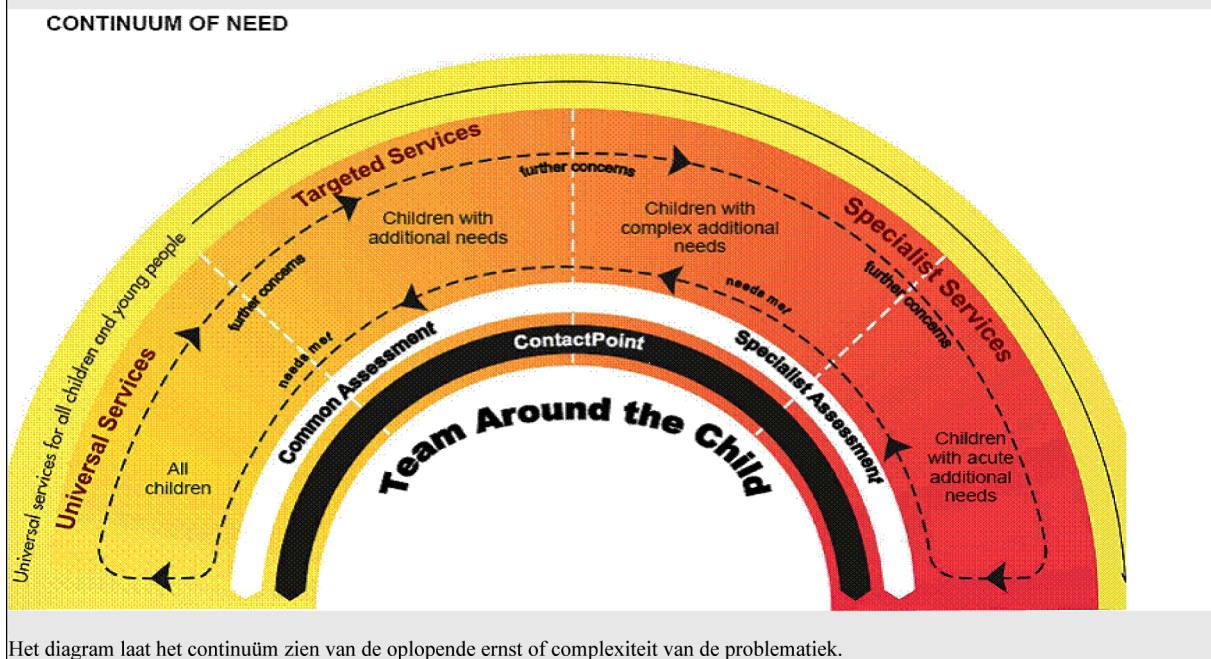 CONTINUUM OF NEED
Universal services for all children and young people
Universal Services
Targeted Services
Specialist Services
further concerns
further concerns
further concerns
All
children
Children with
additional needs
Children with
complex additional
needs
Children
with acute
additional
needs
needs met
needs met
Common Assessment
Specialist Assessment
ContactPoint
Team Around the Child
Het diagram laat het continuüm zien van de oplopende ernst of complexiteit van de problematiek.